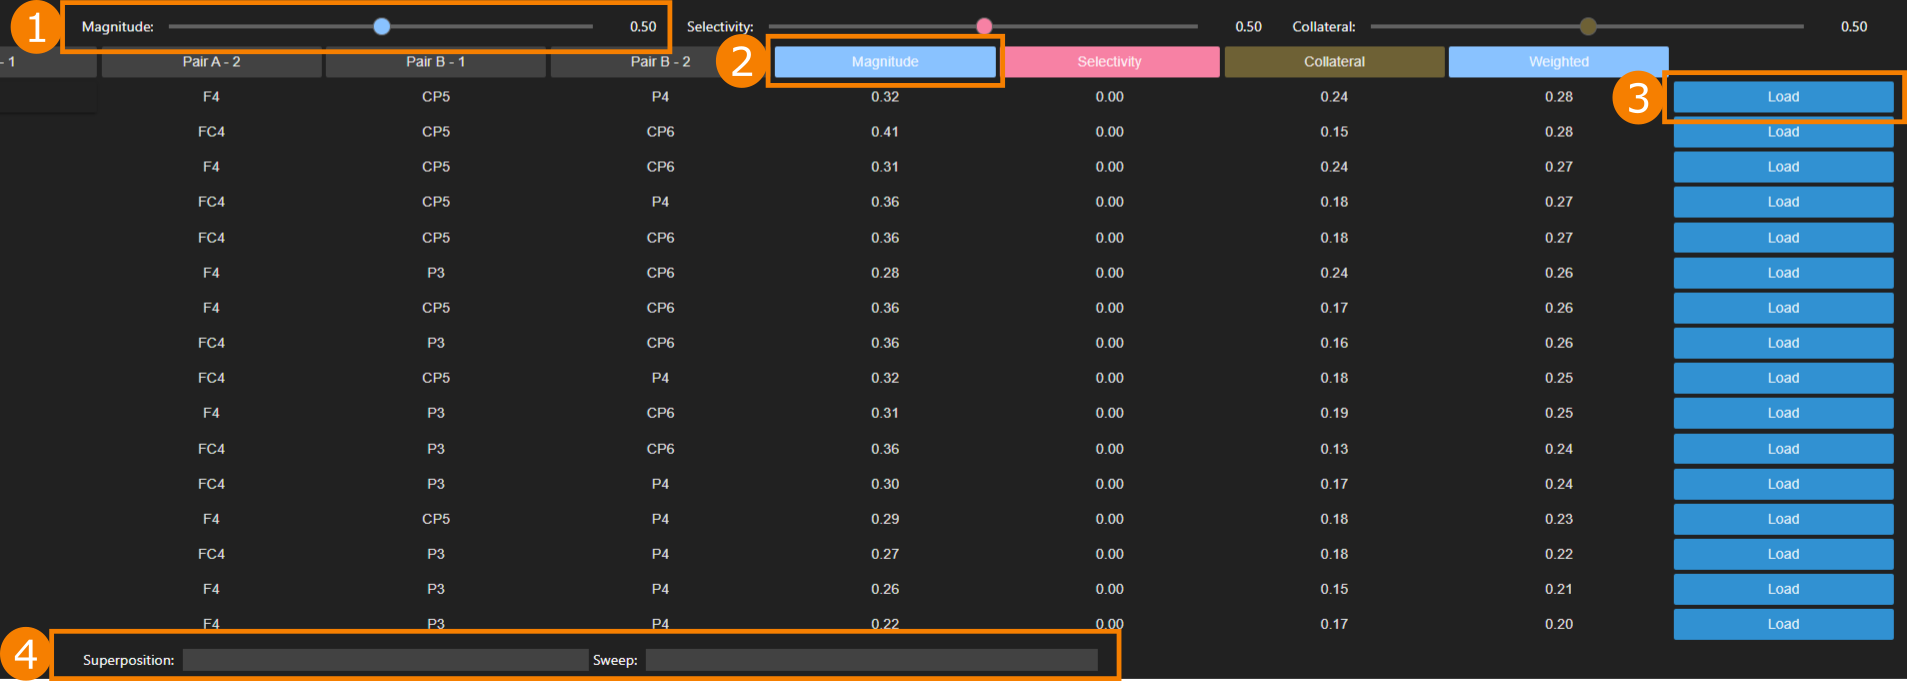 1 Magnitude: 0.50 Selectivity: 0.50 Collateral: 0.50
- 1 Pair A - 2 Pair B - 1 Pair B - 2 2 Magnitude Selectivity Collateral Weighted
F4 CP5 P4 0.32 0.00 0.24 0.28 3 Load
FC4 CP5 CP6 0.41 0.00 0.15 0.28 Load
F4 CP5 CP6 0.31 0.00 0.24 0.27 Load
FC4 CP5 P4 0.36 0.00 0.18 0.27 Load
FC4 CP5 CP6 0.36 0.00 0.18 0.27 Load
F4 P3 CP6 0.28 0.00 0.24 0.26 Load
F4 CP5 CP6 0.36 0.00 0.17 0.26 Load
FC4 P3 CP6 0.36 0.00 0.16 0.26 Load
FC4 CP5 P4 0.32 0.00 0.18 0.25 Load
F4 P3 CP6 0.31 0.00 0.19 0.25 Load
FC4 P3 CP6 0.36 0.00 0.13 0.24 Load
FC4 P3 P4 0.30 0.00 0.17 0.24 Load
F4 CP5 P4 0.29 0.00 0.18 0.23 Load
FC4 P3 P4 0.27 0.00 0.18 0.22 Load
F4 P3 P4 0.26 0.00 0.15 0.21 Load
F4 P3 P4 0.22 0.00 0.17 0.20 Load
4 Superposition: Sweep: